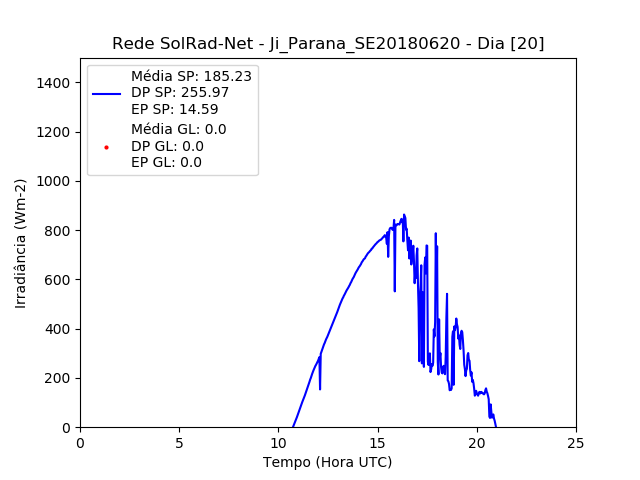 Rede SolRad-Net - Ji_Parana_SE20180620 - Dia [20]
Média SP: 185.23
DP SP: 255.97
EP SP: 14.59
Média GL: 0.0
DP GL: 0.0
EP GL: 0.0
1400
1200
1000
800
600
400
200
0
Irradiância (Wm-2)
0 5 10 15 20 25
Tempo (Hora UTC)